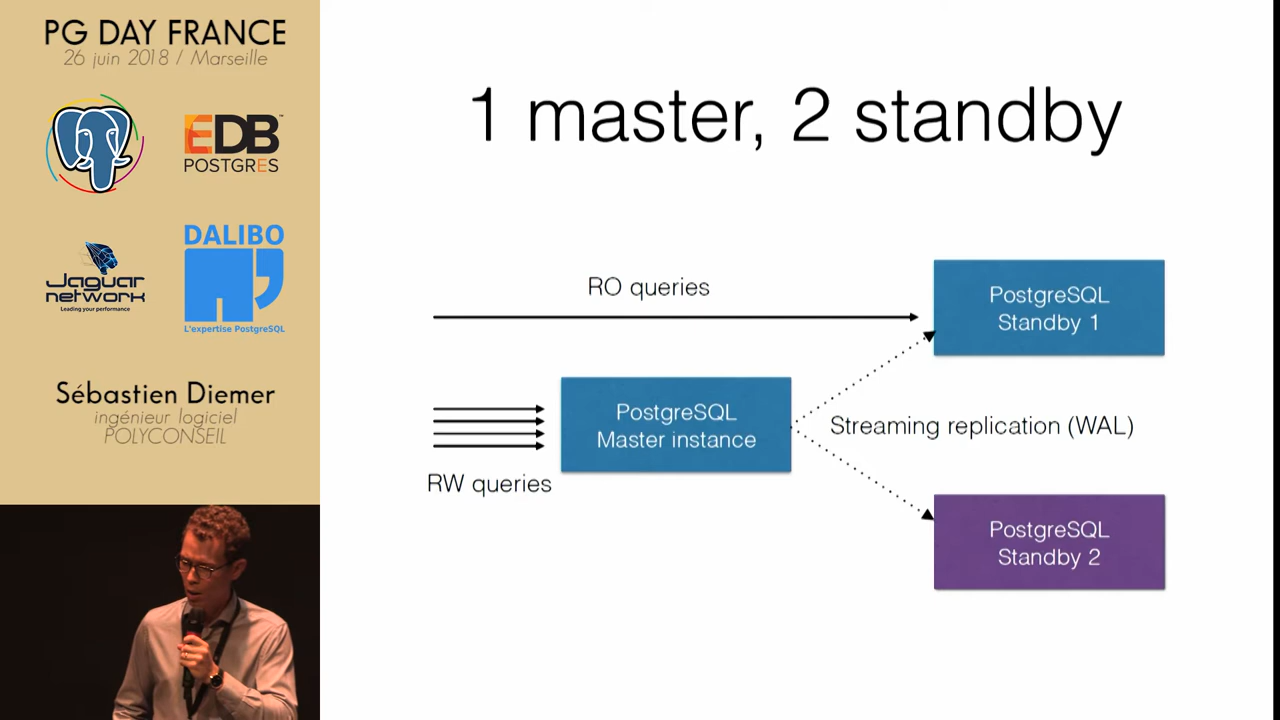 PG DAY FRANCE
26 juin 2018 / Marseille
EDB™
POSTGRES
Jaguar
network
Leading your performance
DALIBO
L'expertise PostgreSQL
Sébastien Diemer
ingénieur logiciel
POLYCONSEIL
1 master, 2 standby
RO queries
PostgreSQL
Standby 1
PostgreSQL
Master instance
Streaming replication (WAL)
RW queries
PostgreSQL
Standby 2